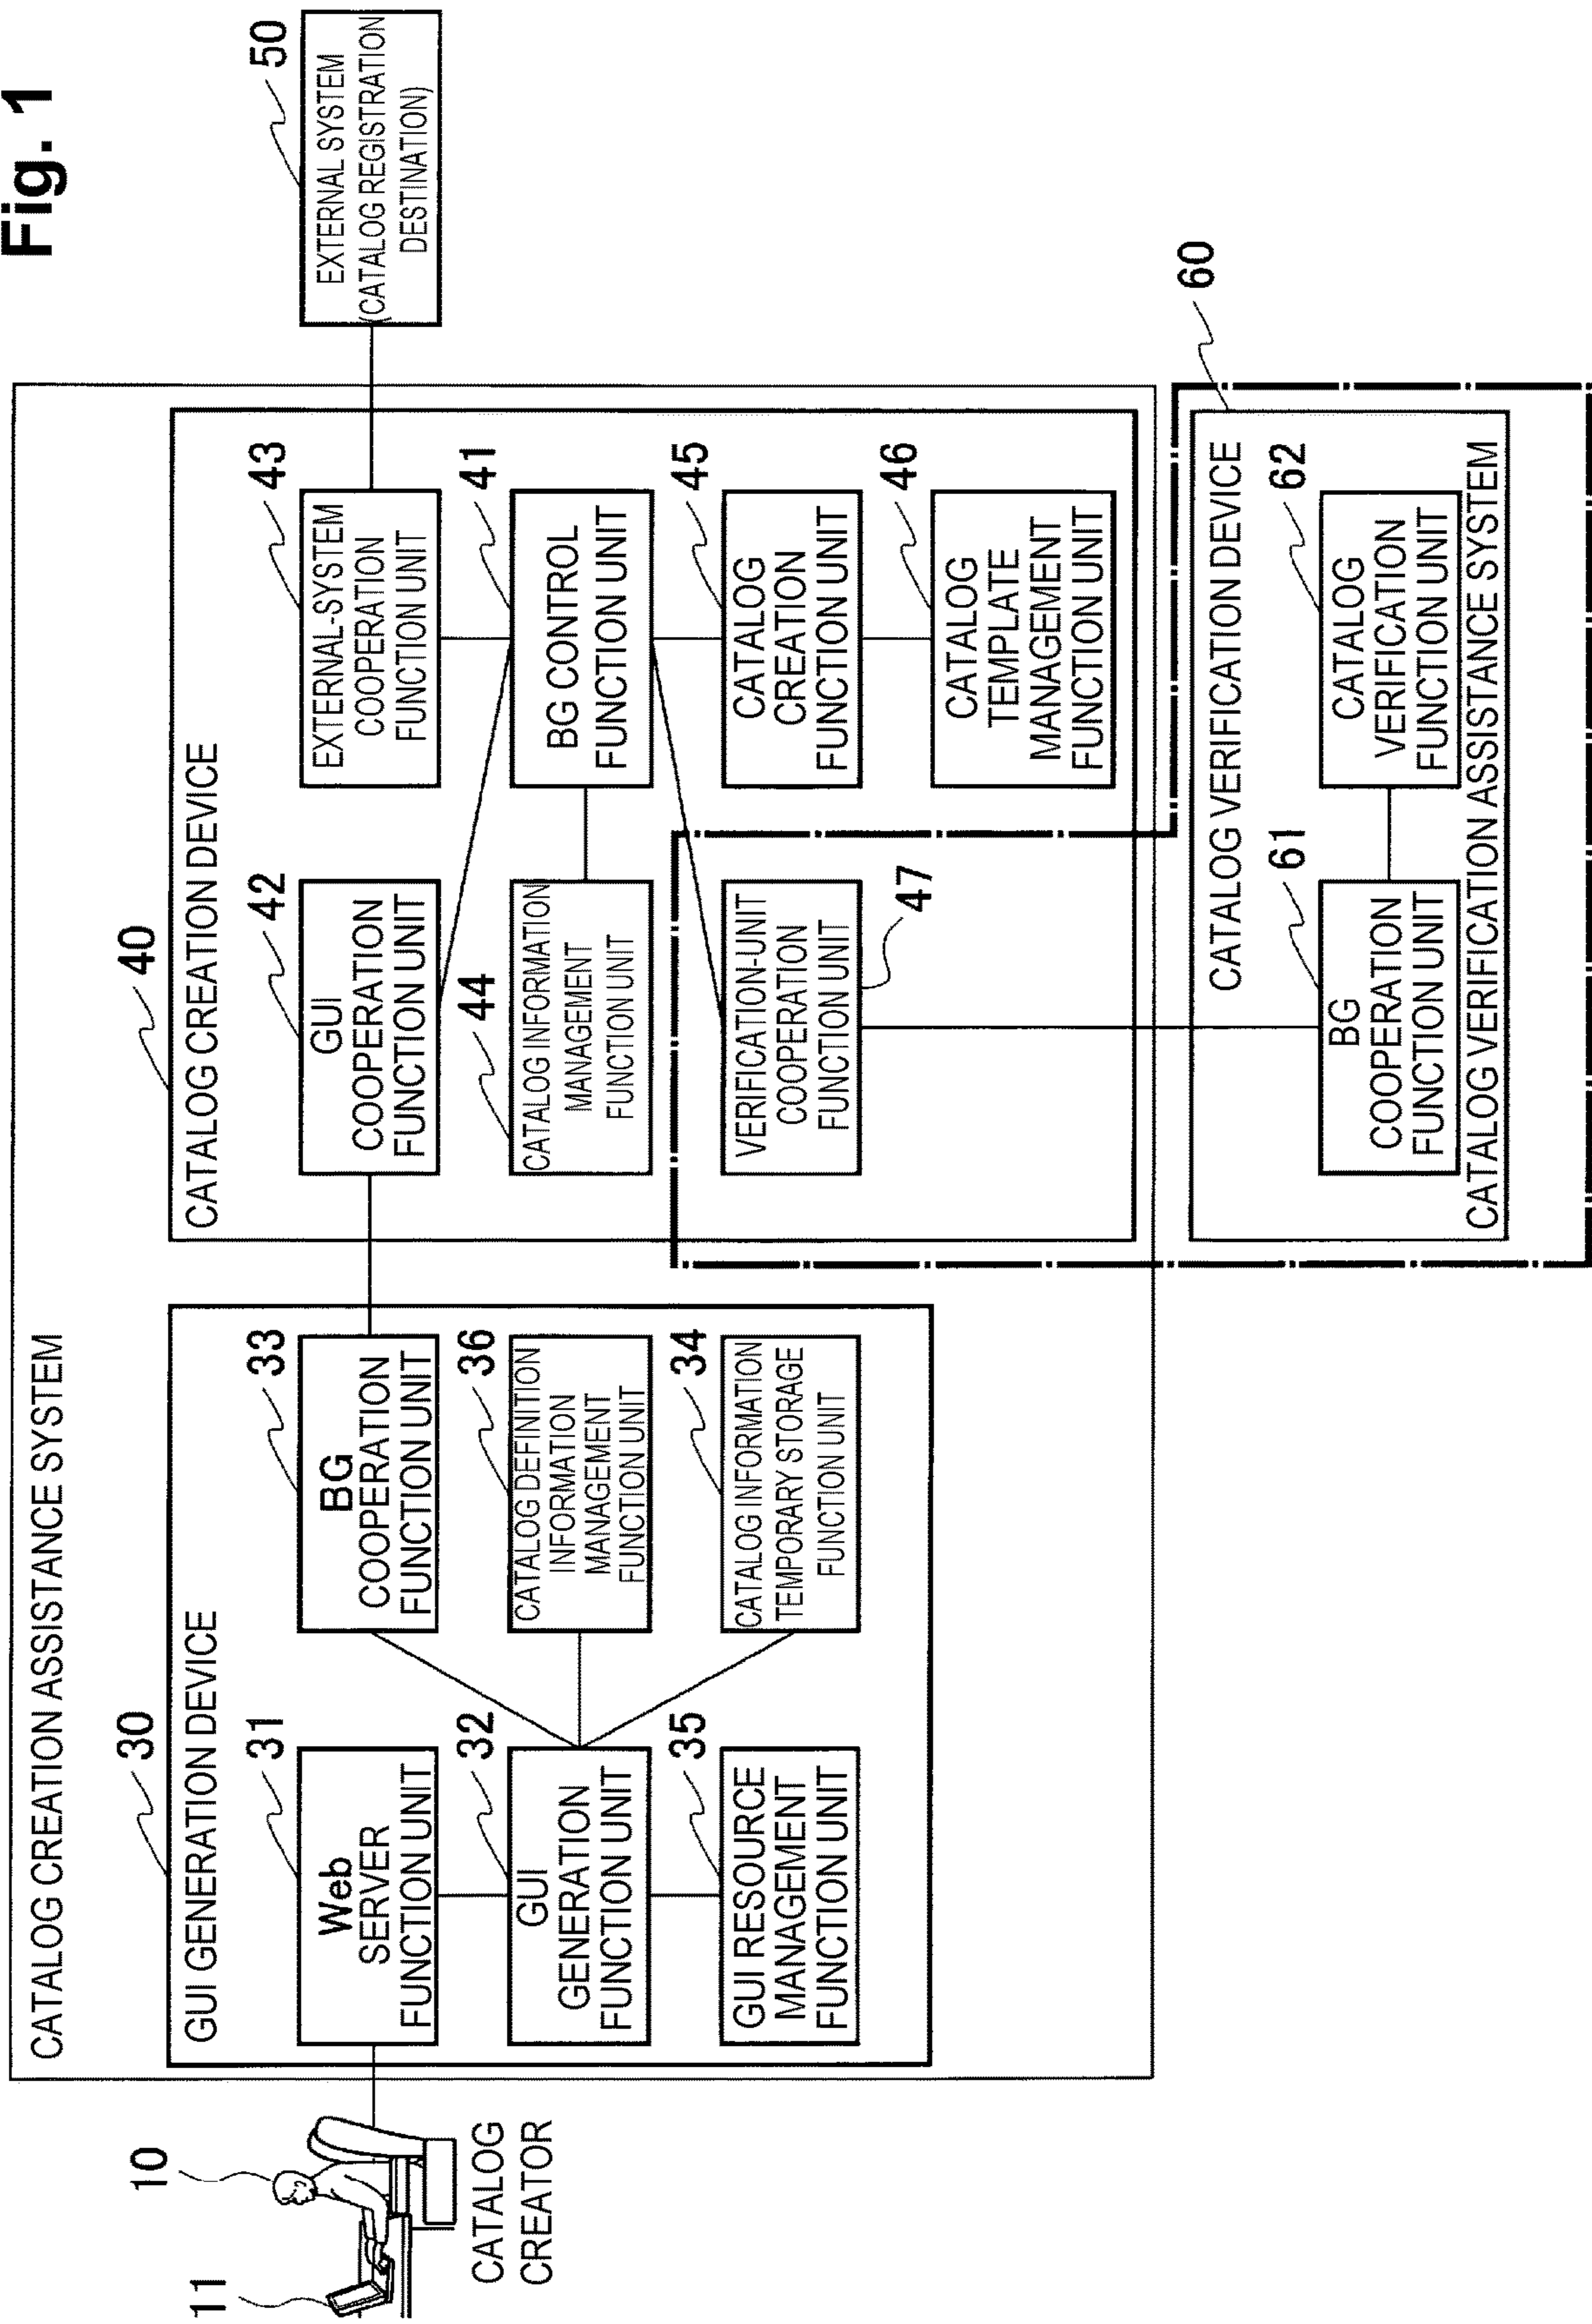 Fig. 1
CATALOG CREATION ASSISTANCE SYSTEM
10
11
CATALOG
CREATOR
30
GUI GENERATION DEVICE
31
Web
SERVER
FUNCTION UNIT
32
GUI
GENERATION
FUNCTION UNIT
35
GUI RESOURCE
MANAGEMENT
FUNCTION UNIT
33
BG
COOPERATION
FUNCTION UNIT
36
CATALOG DEFINITION
INFORMATION
MANAGEMENT
FUNCTION UNIT
34
CATALOG INFORMATION
TEMPORARY STORAGE
FUNCTION UNIT
40
CATALOG CREATION DEVICE
42
GUI
COOPERATION
FUNCTION UNIT
44
CATALOG INFORMATION
MANAGEMENT
FUNCTION UNIT
VERIFICATION-UNIT
COOPERATION
FUNCTION UNIT
47
43
EXTERNAL-SYSTEM
COOPERATION
FUNCTION UNIT
41
BG CONTROL
FUNCTION UNIT
45
CATALOG
CREATION
FUNCTION UNIT
46
CATALOG
TEMPLATE
MANAGEMENT
FUNCTION UNIT
50
EXTERNAL SYSTEM
(CATALOG REGISTRATION
DESTINATION)
60
CATALOG VERIFICATION DEVICE
61
BG
COOPERATION
FUNCTION UNIT
62
CATALOG
VERIFICATION
FUNCTION UNIT
CATALOG VERIFICATION ASSISTANCE SYSTEM